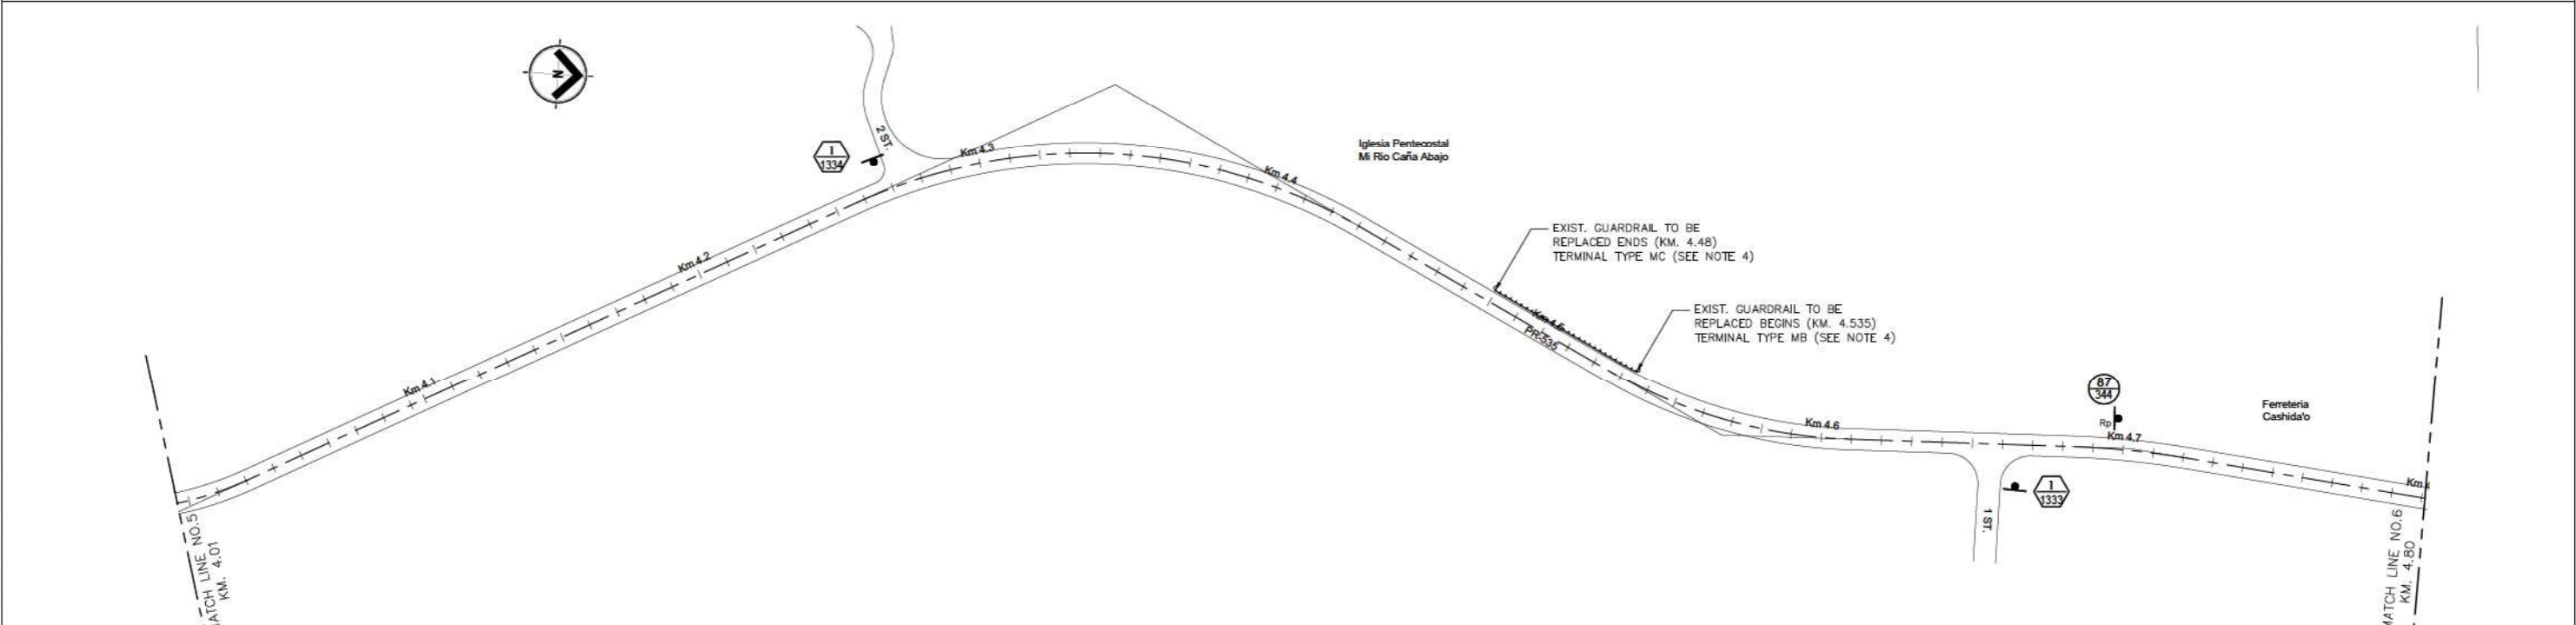 N
2 ST.
1
1334
Km 4.3
Km 4.4
Iglesia Pentecostal
Mi Rio Caña Abajo
EXIST. GUARDRAIL TO BE
REPLACED ENDS (KM. 4.48)
TERMINAL TYPE MC (SEE NOTE 4)
Km 4.2
EXIST. GUARDRAIL TO BE
REPLACED BEGINS (KM. 4.535)
TERMINAL TYPE MB (SEE NOTE 4)
Km 4.5
PR-535
Km 4.1
87
344
Rp
Ferreteria
Cashida'o
Km 4.6
Km 4.7
Km
1
1333
1 ST.
ATCH LINE NO.5
KM. 4.01
MATCH LINE NO.6
KM. 4.80